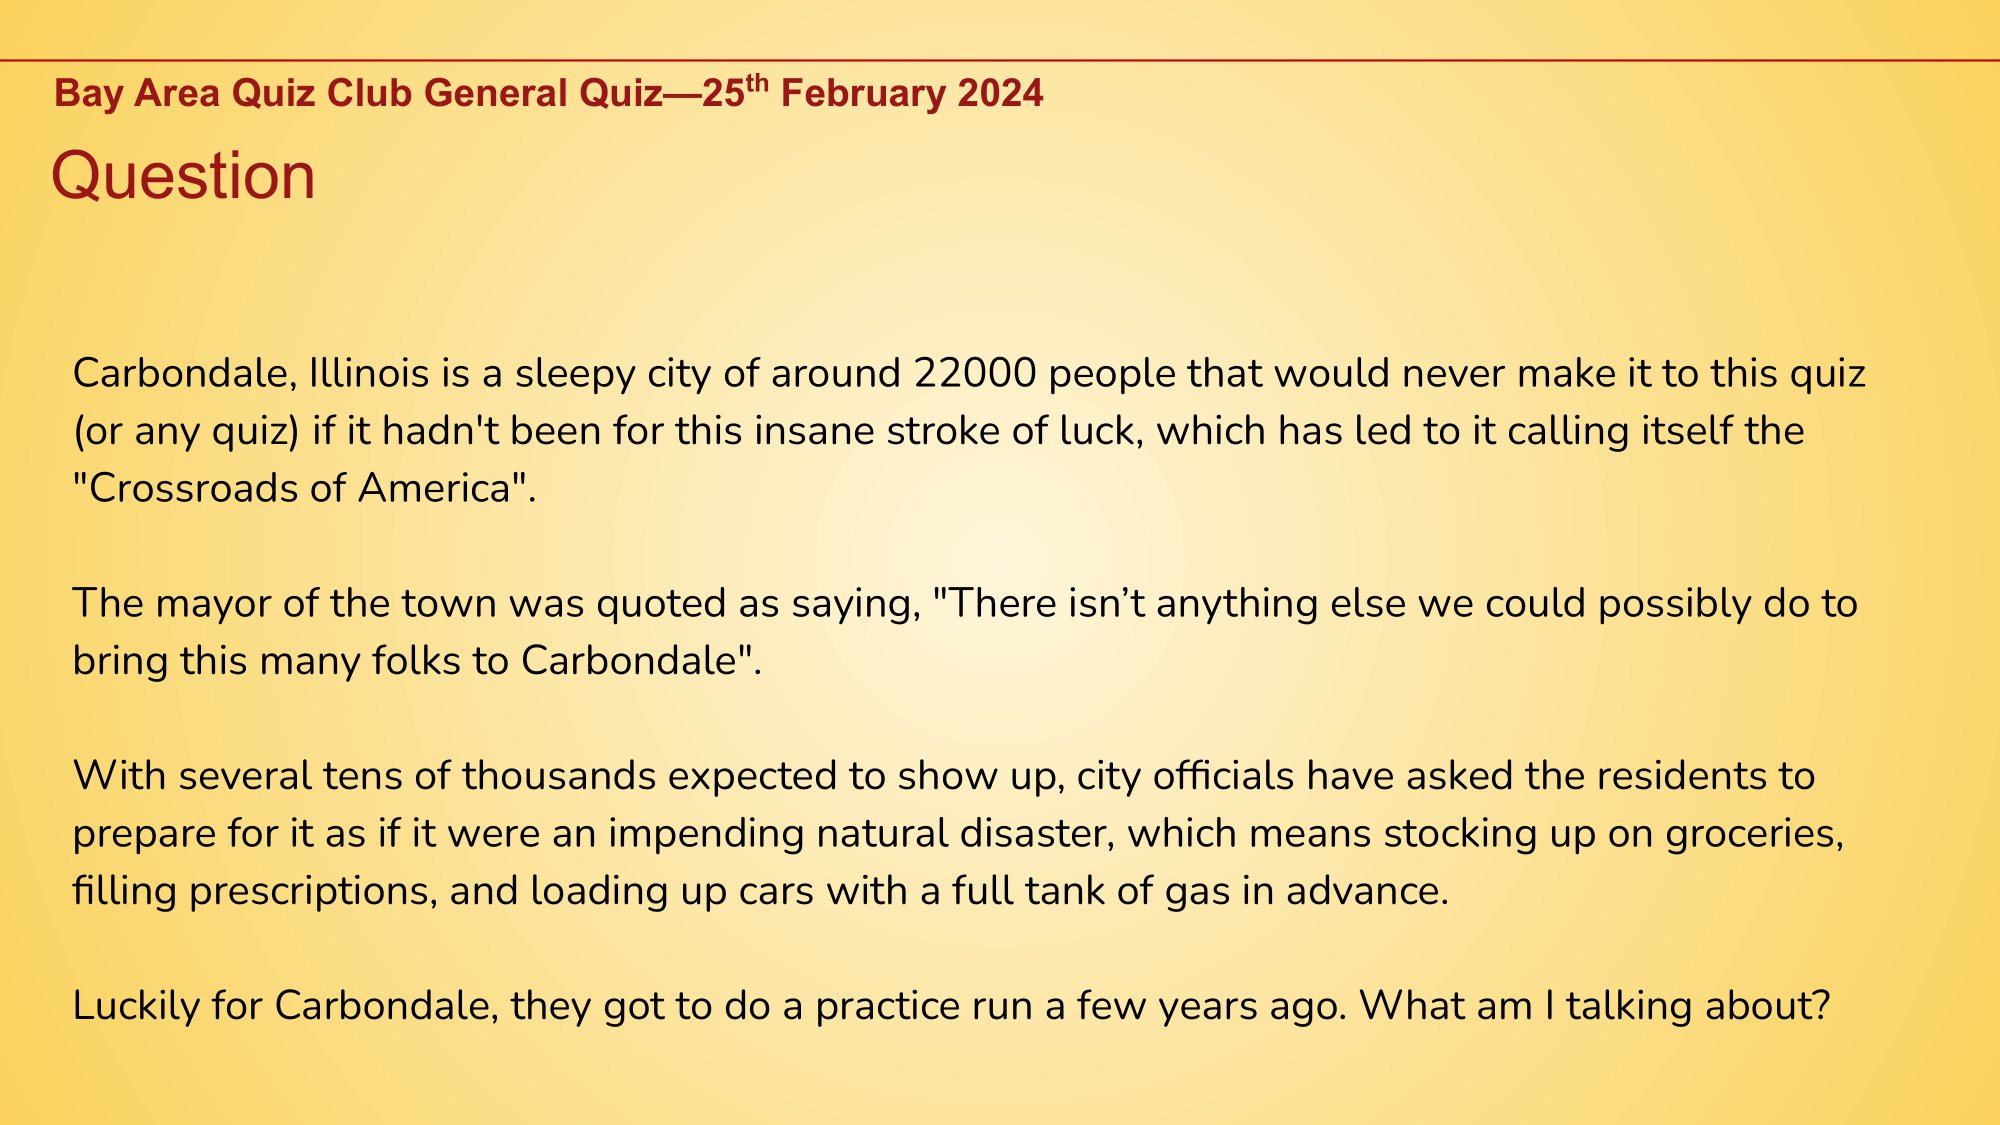 Bay Area Quiz Club General Quiz—25th February 2024
Question
Carbondale, Illinois is a sleepy city of around 22000 people that would never make it to this quiz
(or any quiz) if it hadn't been for this insane stroke of luck, which has led to it calling itself the
"Crossroads of America".
The mayor of the town was quoted as saying, "There isn’t anything else we could possibly do to
bring this many folks to Carbondale".
With several tens of thousands expected to show up, city officials have asked the residents to
prepare for it as if it were an impending natural disaster, which means stocking up on groceries,
filling prescriptions, and loading up cars with a full tank of gas in advance.
Luckily for Carbondale, they got to do a practice run a few years ago. What am I talking about?